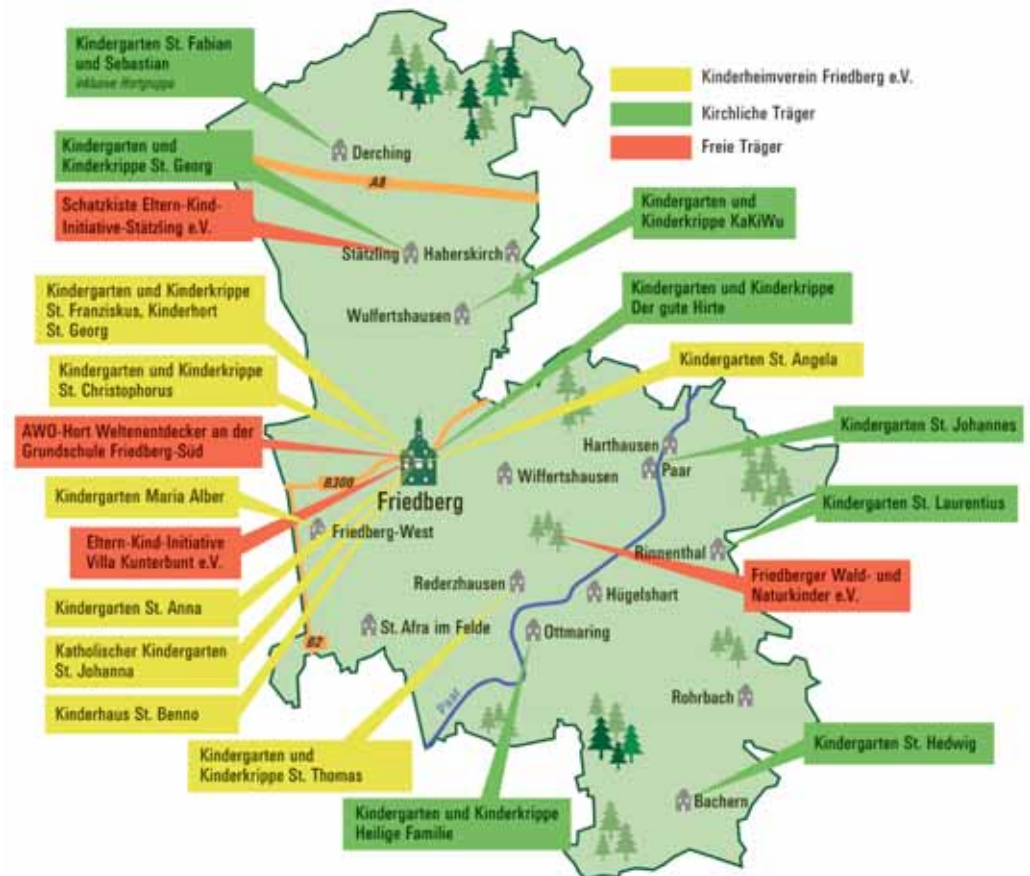 Kindergarten St. Fabian
und Sebastian
inklusive Hortgruppe
Kindergarten und
Kinderkrippe St. Georg
Schatzkiste Eltern-Kind-
Initiative-Stätzling e.V.
Kindergarten und Kinderkrippe
St. Franziskus, Kinderhort
St. Georg
Kindergarten und Kinderkrippe
St. Christophorus
AWO-Hort Weltenentdecker an der
Grundschule Friedberg-Süd
Kindergarten Maria Alber
Eltern-Kind-Initiative
Villa Kunterbunt e.V.
Kindergarten St. Anna
Katholischer Kindergarten
St. Johanna
Kinderhaus St. Benno
Kindergarten und
Kinderkrippe St. Thomas
Kindergarten und Kinderkrippe
Heilige Familie
Kinderheimverein Friedberg e.V.
Kirchliche Träger
Freie Träger
Kindergarten und
Kinderkrippe KaKiWu
Kindergarten und Kinderkrippe
Der gute Hirte
Kindergarten St. Angela
Kindergarten St. Johannes
Kindergarten St. Laurentius
Friedberger Wald- und
Naturkinder e.V.
Kindergarten St. Hedwig
Derching
A8
Stätzling
Haberskirch
Wulfertshausen
Harthausen
Paar
Wiffertshausen
B300
Friedberg
Friedberg-West
Rinnenthal
Rederzhausen
Hügelshart
St. Afra im Felde
Ottmaring
B2
Paar
Rohrbach
Bachern